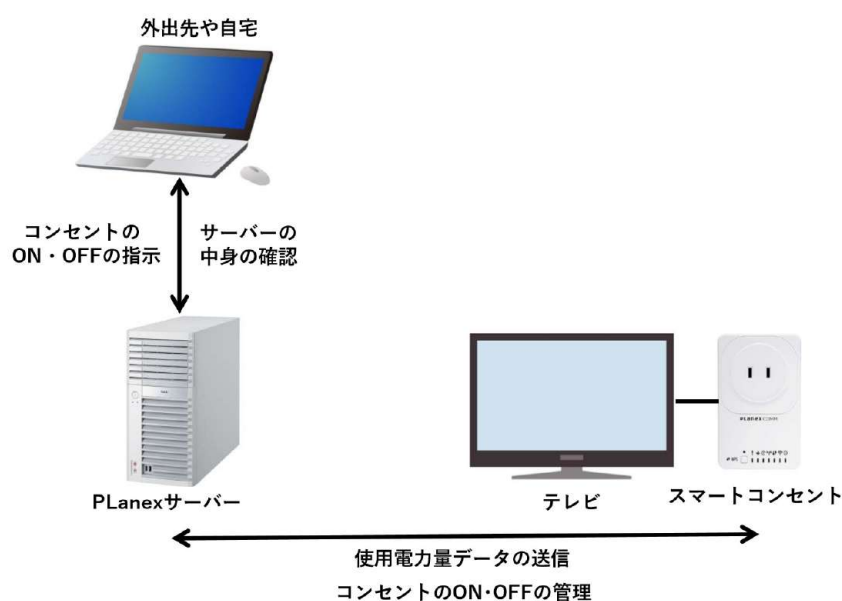 外出先や自宅
コンセントの
ON・OFFの指示
サーバーの
中身の確認
PLANEX
PLanexサーバー
テレビ
スマートコンセント
使用電力量データの送信
コンセントのON・OFFの管理